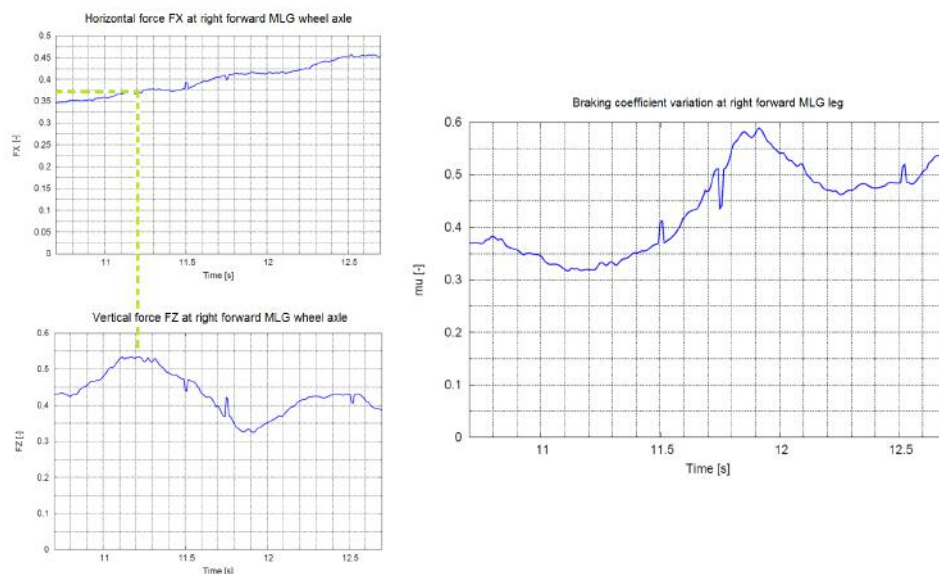 Horizontal force FX at right forward MLG wheel axle
0.5
0.45
0.4
0.35
0.3
0.25
0.2
0.15
0.1
0.05
0
FX [-]
11 11.5 12 12.5
Time [s]
Vertical force FZ at right forward MLG wheel axle
0.6
0.5
0.4
0.3
0.2
0.1
0
FZ [-]
11 11.5 12 12.5
Time [s]
Braking coefficient variation at right forward MLG leg
0.6
0.5
0.4
0.3
0.2
0.1
0
mu [-]
11 11.5 12 12.5
Time [s]